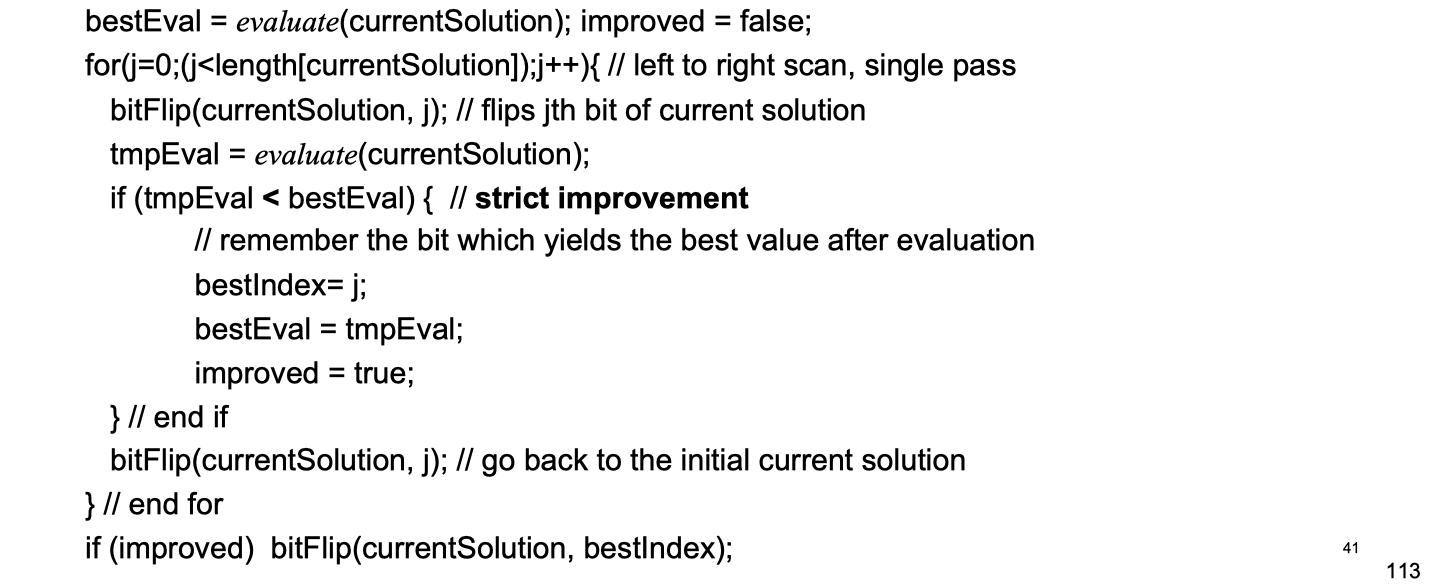 bestEval = evaluate(currentSolution); improved = false;
for(j=0;(j<length[currentSolution]);j++){ // left to right scan, single pass
bitFlip(currentSolution, j); // flips jth bit of current solution
tmpEval = evaluate(currentSolution);
if (tmpEval < bestEval) { // strict improvement
// remember the bit which yields the best value after evaluation
bestIndex= j;
bestEval = tmpEval;
improved = true;
} // end if
bitFlip(currentSolution, j); // go back to the initial current solution
} // end for
if (improved) bitFlip(currentSolution, bestIndex);
41
113